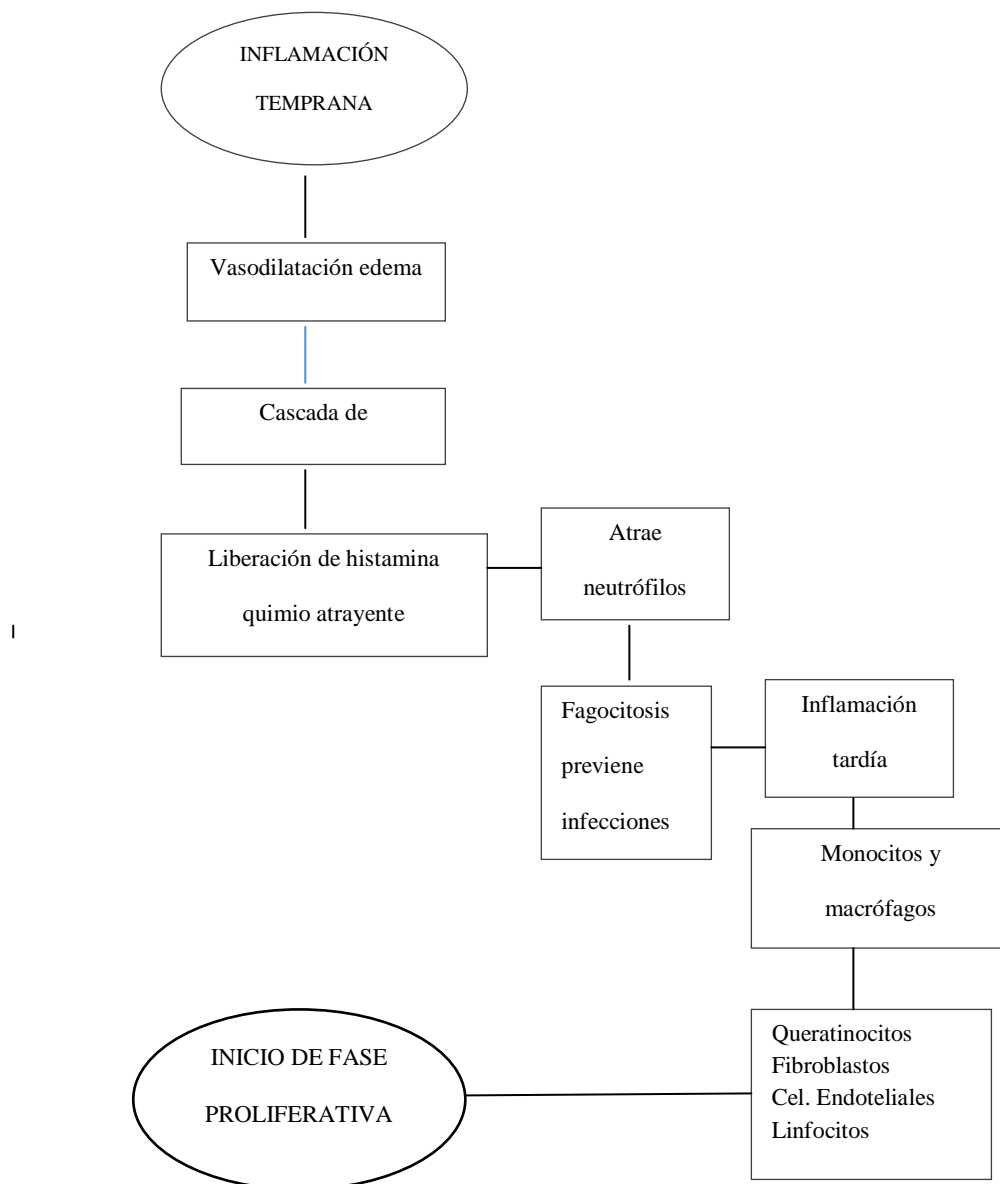 INFLAMACIÓN
TEMPRANA
Vasodilatación edema
Cascada de
Liberación de histamina
quimio atrayente
Atrae
neutrófilos
Fagocitosis
previene
infecciones
Inflamación
tardía
Monocitos y
macrófagos
Queratinocitos
Fibroblastos
Cel. Endoteliales
Linfocitos
INICIO DE FASE
PROLIFERATIVA